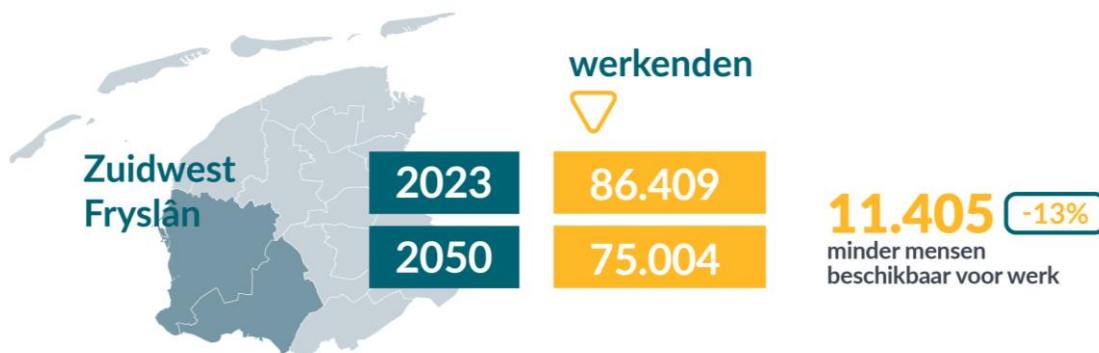 werkenden
Zuidwest
Fryslân
2023
86.409
2050
75.004
11.405 -13%
minder mensen
beschikbaar voor werk